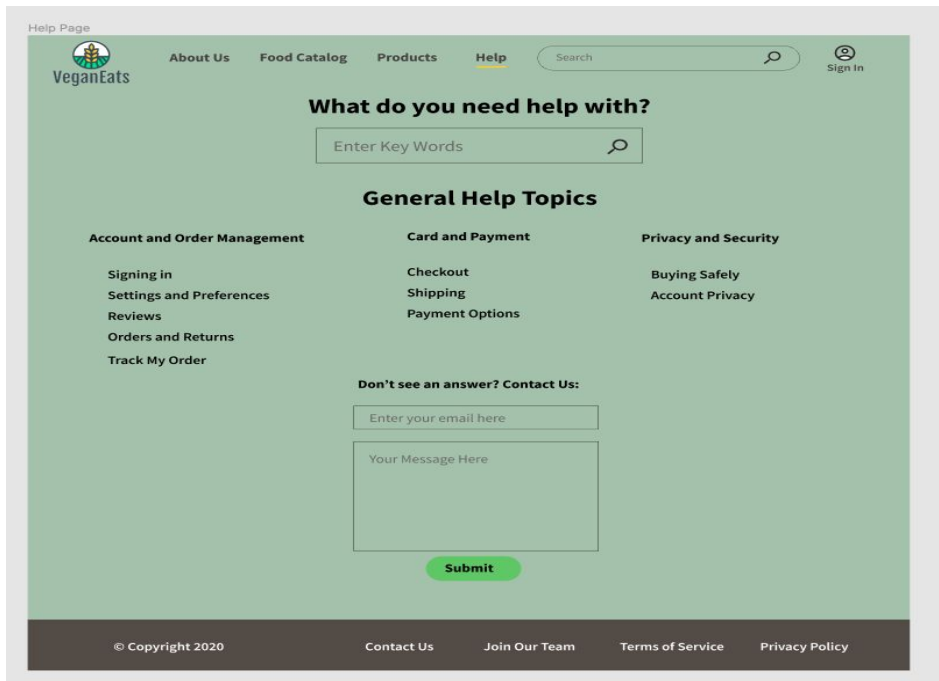 Help Page
VeganEats
About Us
Food Catalog
Products
Help
Search
Sign In
What do you need help with?
Enter Key Words
General Help Topics
Account and Order Management
Signing in
Settings and Preferences
Reviews
Orders and Returns
Track My Order
Card and Payment
Checkout
Shipping
Payment Options
Privacy and Security
Buying Safely
Account Privacy
Don’t see an answer? Contact Us:
Enter your email here
Your Message Here
Submit
© Copyright 2020
Contact Us
Join Our Team
Terms of Service
Privacy Policy